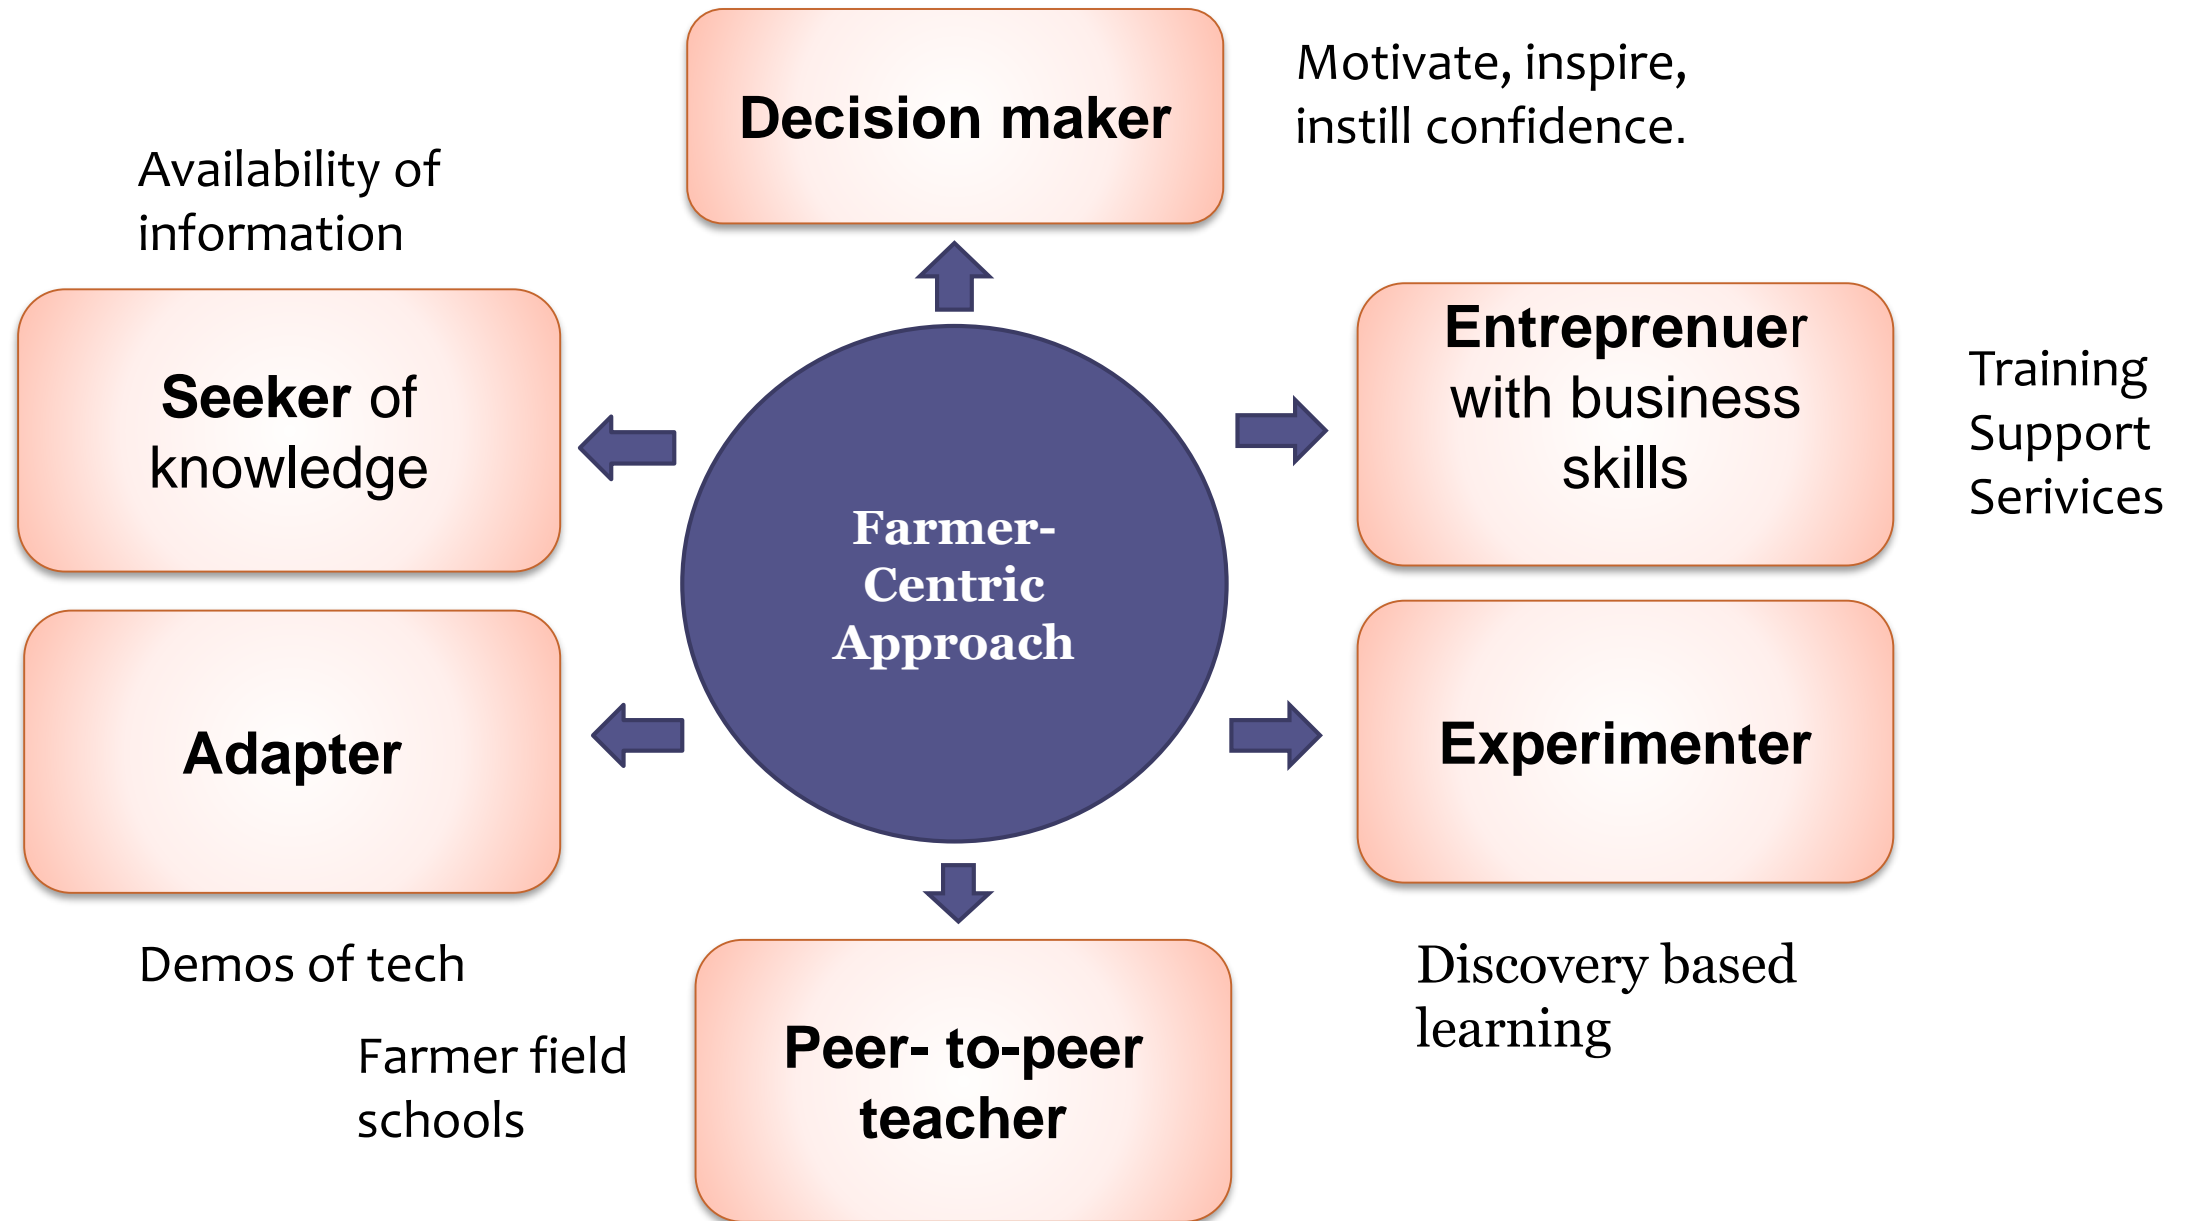 Decision maker
Motivate, inspire,
instill confidence.
Availability of
information
Seeker of
knowledge
Entreprenuer
with business
skills
Training
Support
Serivices
Farmer-
Centric
Approach
Adapter
Experimenter
Demos of tech
Farmer field
schools
Peer- to-peer
teacher
Discovery based
learning